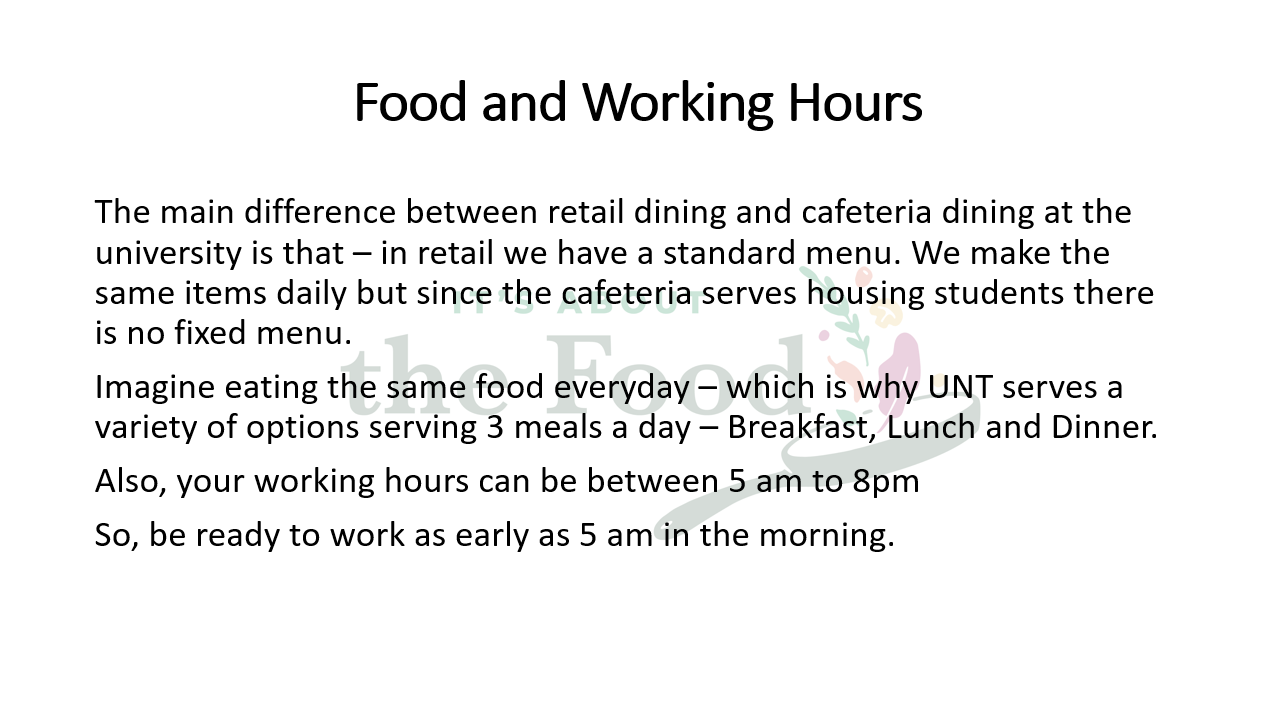 Food and Working Hours
The main difference between retail dining and cafeteria dining at the
university is that – in retail we have a standard menu. We make the
same items daily but since the cafeteria serves housing students there
is no fixed menu.
IT'S ABOUT
the Food
Imagine eating the same food everyday – which is why UNT serves a
variety of options serving 3 meals a day – Breakfast, Lunch and Dinner.
Also, your working hours can be between 5 am to 8pm
So, be ready to work as early as 5 am in the morning.